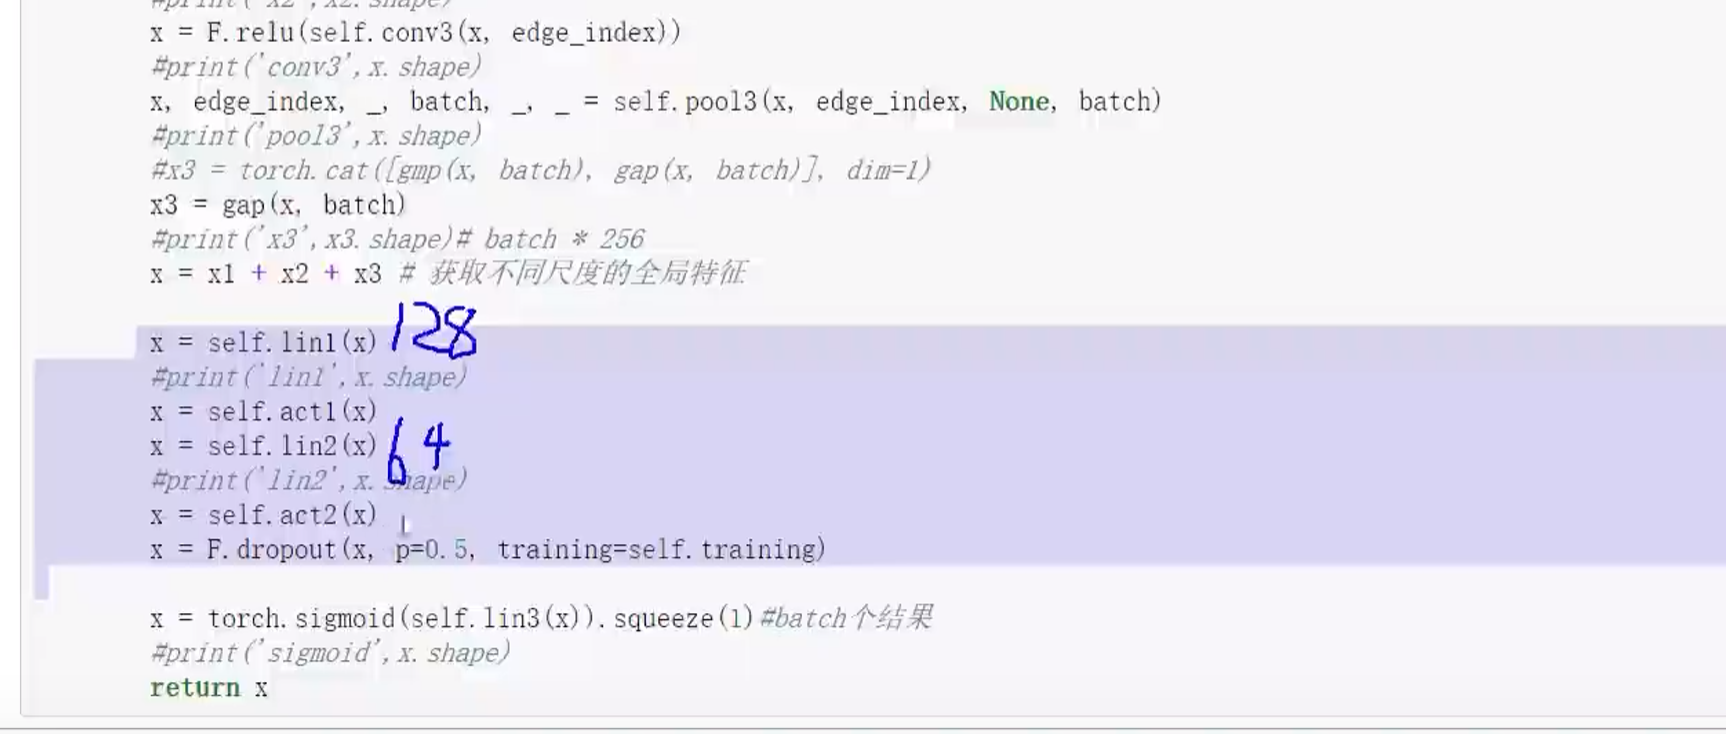 #print('x2',x2.shape)
x = F.relu(self.conv3(x, edge_index))
#print('conv3',x.shape)
x, edge_index, _, batch, _, _ = self.pool3(x, edge_index, None, batch)
#print('pool3',x.shape)
#x3 = torch.cat([gmp(x, batch), gap(x, batch)], dim=1)
x3 = gap(x, batch)
#print('x3',x3.shape)# batch * 256
x = x1 + x2 + x3 # 获取不同尺度的全局特征
x = self.lin1(x) 128
#print('lin1',x.shape)
x = self.act1(x)
x = self.lin2(x) 64
#print('lin2',x.shape)
x = self.act2(x)
x = F.dropout(x, p=0.5, training=self.training)
x = torch.sigmoid(self.lin3(x)).squeeze(1)#batch个结果
#print('sigmoid',x.shape)
return x